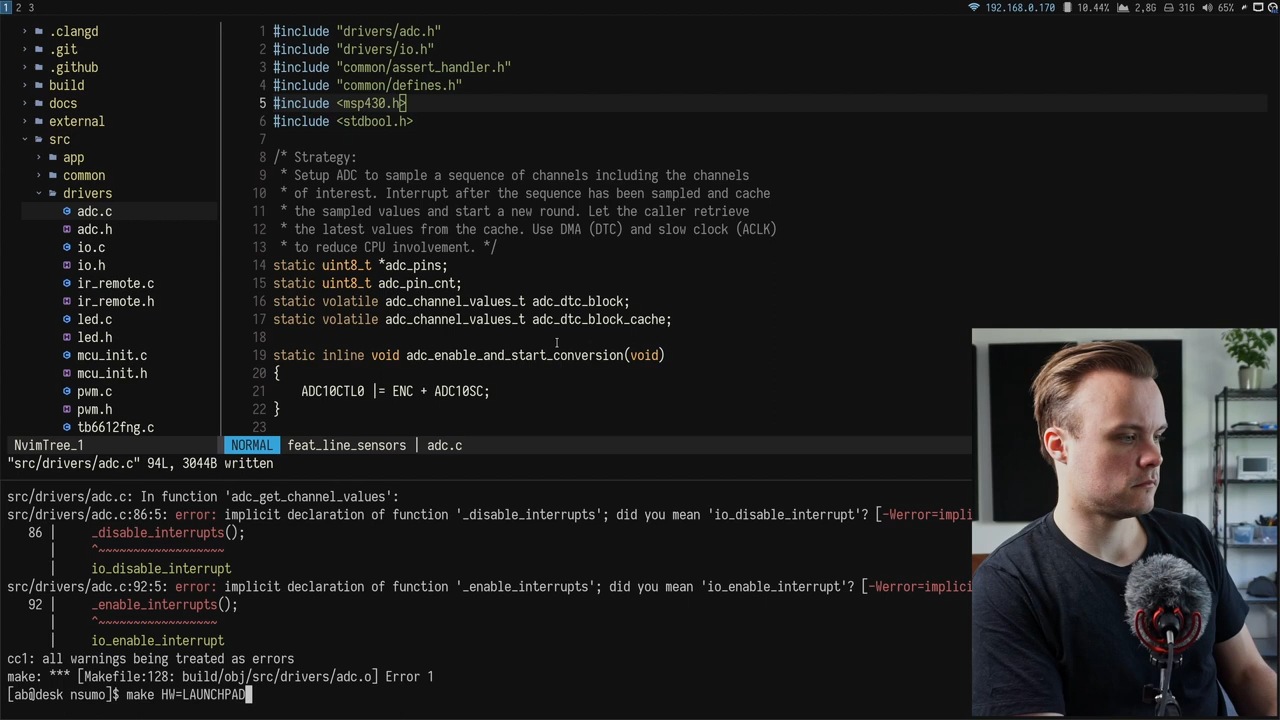 1 2 3
192.168.0.170 10.44% 2,8G 31G 65%
.clangd
.git
.github
build
docs
external
src
app
common
drivers
adc.c
adc.h
io.c
io.h
ir_remote.c
ir_remote.h
led.c
led.h
mcu_init.c
mcu_init.h
pwm.c
pwm.h
tb6612fng.c
NvimTree_1
1 #include "drivers/adc.h"
2 #include "drivers/io.h"
3 #include "common/assert_handler.h"
4 #include "common/defines.h"
5 #include <msp430.h>
6 #include <stdbool.h>
7
8 /* Strategy:
9 * Setup ADC to sample a sequence of channels including the channels
10 * of interest. Interrupt after the sequence has been sampled and cache
11 * the sampled values and start a new round. Let the caller retrieve
12 * the latest values from the cache. Use DMA (DTC) and slow clock (ACLK)
13 * to reduce CPU involvement. */
14 static uint8_t *adc_pins;
15 static uint8_t adc_pin_cnt;
16 static volatile adc_channel_values_t adc_dtc_block;
17 static volatile adc_channel_values_t adc_dtc_block_cache;
18
19 static inline void adc_enable_and_start_conversion(void)
20 {
21 ADC10CTL0 |= ENC + ADC10SC;
22 }
23
NORMAL feat_line_sensors | adc.c
"src/drivers/adc.c" 94L, 3044B written
src/drivers/adc.c: In function 'adc_get_channel_values':
src/drivers/adc.c:86:5: error: implicit declaration of function '_disable_interrupts'; did you mean 'io_disable_interrupt'? [-Werror=impli
86 | _disable_interrupts();
| ^~~~~~~~~~~~~~~~~~~
| io_disable_interrupt
src/drivers/adc.c:92:5: error: implicit declaration of function '_enable_interrupts'; did you mean 'io_enable_interrupt'? [-Werror=implici
92 | _enable_interrupts();
| ^~~~~~~~~~~~~~~~~~
| io_enable_interrupt
cc1: all warnings being treated as errors
make: *** [Makefile:128: build/obj/src/drivers/adc.o] Error 1
[ab@desk nsumo]$ make HW=LAUNCHPAD